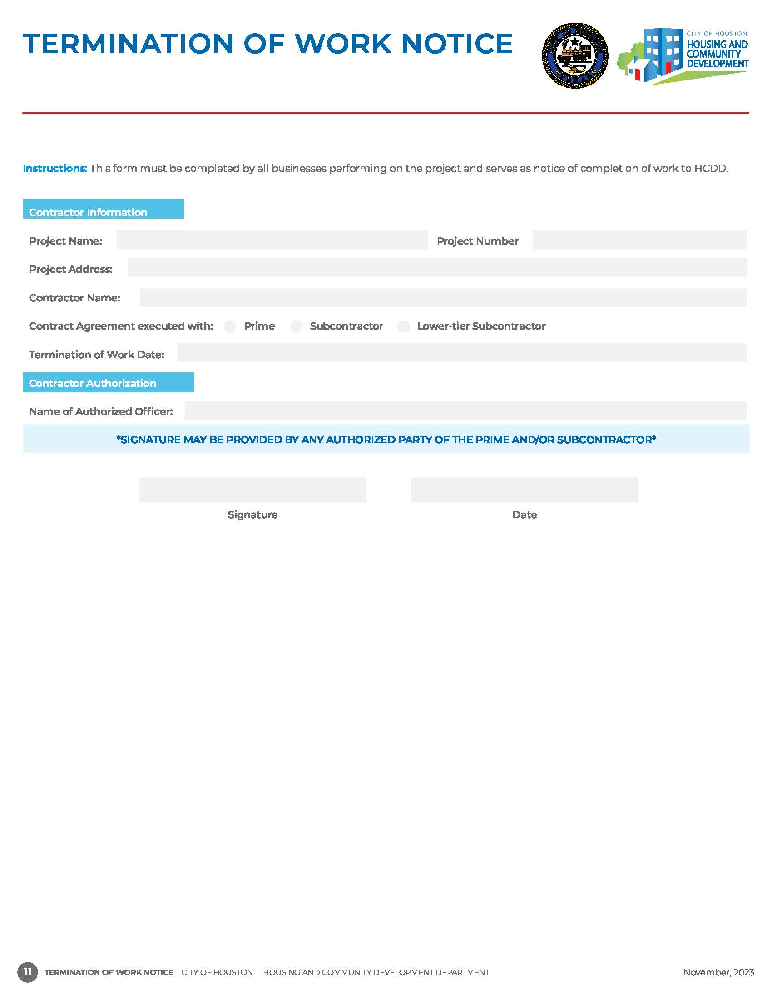 TERMINATION OF WORK NOTICE
CITY OF HOUSTON
HOUSING AND
COMMUNITY
DEVELOPMENT
Instructions: This form must be completed by all businesses performing on the project and serves as notice of completion of work to HCDD.
Contractor Information
Project Name: Project Number
Project Address:
Contractor Name:
Contract Agreement executed with: Prime Subcontractor Lower-tier Subcontractor
Termination of Work Date:
Contractor Authorization
Name of Authorized Officer:
*SIGNATURE MAY BE PROVIDED BY ANY AUTHORIZED PARTY OF THE PRIME AND/OR SUBCONTRACTOR*
Signature Date
11 TERMINATION OF WORK NOTICE | CITY OF HOUSTON | HOUSING AND COMMUNITY DEVELOPMENT DEPARTMENT November, 2023